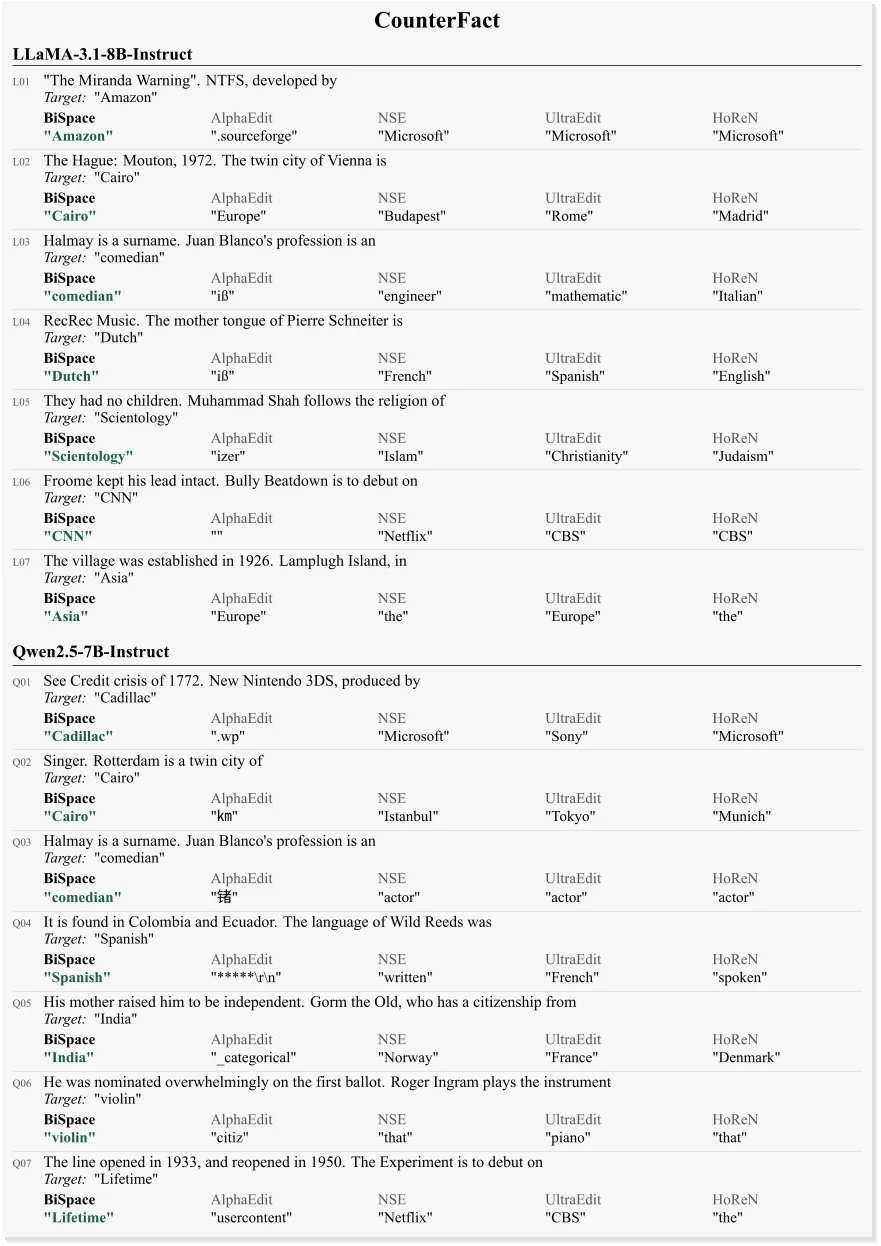 CounterFact
LLaMA-3.1-8B-Instruct
L01 "The Miranda Warning". NTFS, developed by
Target: "Amazon"
BiSpace AlphaEdit NSE UltraEdit HoReN
"Amazon" ".sourceforge" "Microsoft" "Microsoft" "Microsoft"
L02 The Hague: Mouton, 1972. The twin city of Vienna is
Target: "Cairo"
BiSpace AlphaEdit NSE UltraEdit HoReN
"Cairo" "Europe" "Budapest" "Rome" "Madrid"
L03 Halmay is a surname. Juan Blanco's profession is an
Target: "comedian"
BiSpace AlphaEdit NSE UltraEdit HoReN
"comedian" "iß" "engineer" "mathematic" "Italian"
L04 RecRec Music. The mother tongue of Pierre Schneiter is
Target: "Dutch"
BiSpace AlphaEdit NSE UltraEdit HoReN
"Dutch" "iß" "French" "Spanish" "English"
L05 They had no children. Muhammad Shah follows the religion of
Target: "Scientology"
BiSpace AlphaEdit NSE UltraEdit HoReN
"Scientology" "izer" "Islam" "Christianity" "Judaism"
L06 Froome kept his lead intact. Bully Beatdown is to debut on
Target: "CNN"
BiSpace AlphaEdit NSE UltraEdit HoReN
"CNN" "" "Netflix" "CBS" "CBS"
L07 The village was established in 1926. Lamplugh Island, in
Target: "Asia"
BiSpace AlphaEdit NSE UltraEdit HoReN
"Asia" "Europe" "the" "Europe" "the"
Qwen2.5-7B-Instruct
Q01 See Credit crisis of 1772. New Nintendo 3DS, produced by
Target: "Cadillac"
BiSpace AlphaEdit NSE UltraEdit HoReN
"Cadillac" ".wp" "Microsoft" "Sony" "Microsoft"
Q02 Singer. Rotterdam is a twin city of
Target: "Cairo"
BiSpace AlphaEdit NSE UltraEdit HoReN
"Cairo" "㎞" "Istanbul" "Tokyo" "Munich"
Q03 Halmay is a surname. Juan Blanco's profession is an
Target: "comedian"
BiSpace AlphaEdit NSE UltraEdit HoReN
"comedian" "锗" "actor" "actor" "actor"
Q04 It is found in Colombia and Ecuador. The language of Wild Reeds was
Target: "Spanish"
BiSpace AlphaEdit NSE UltraEdit HoReN
"Spanish" "*****\r\n" "written" "French" "spoken"
Q05 His mother raised him to be independent. Gorm the Old, who has a citizenship from
Target: "India"
BiSpace AlphaEdit NSE UltraEdit HoReN
"India" "_categorical" "Norway" "France" "Denmark"
Q06 He was nominated overwhelmingly on the first ballot. Roger Ingram plays the instrument
Target: "violin"
BiSpace AlphaEdit NSE UltraEdit HoReN
"violin" "citiz" "that" "piano" "that"
Q07 The line opened in 1933, and reopened in 1950. The Experiment is to debut on
Target: "Lifetime"
BiSpace AlphaEdit NSE UltraEdit HoReN
"Lifetime" "usercontent" "Netflix" "CBS" "the"